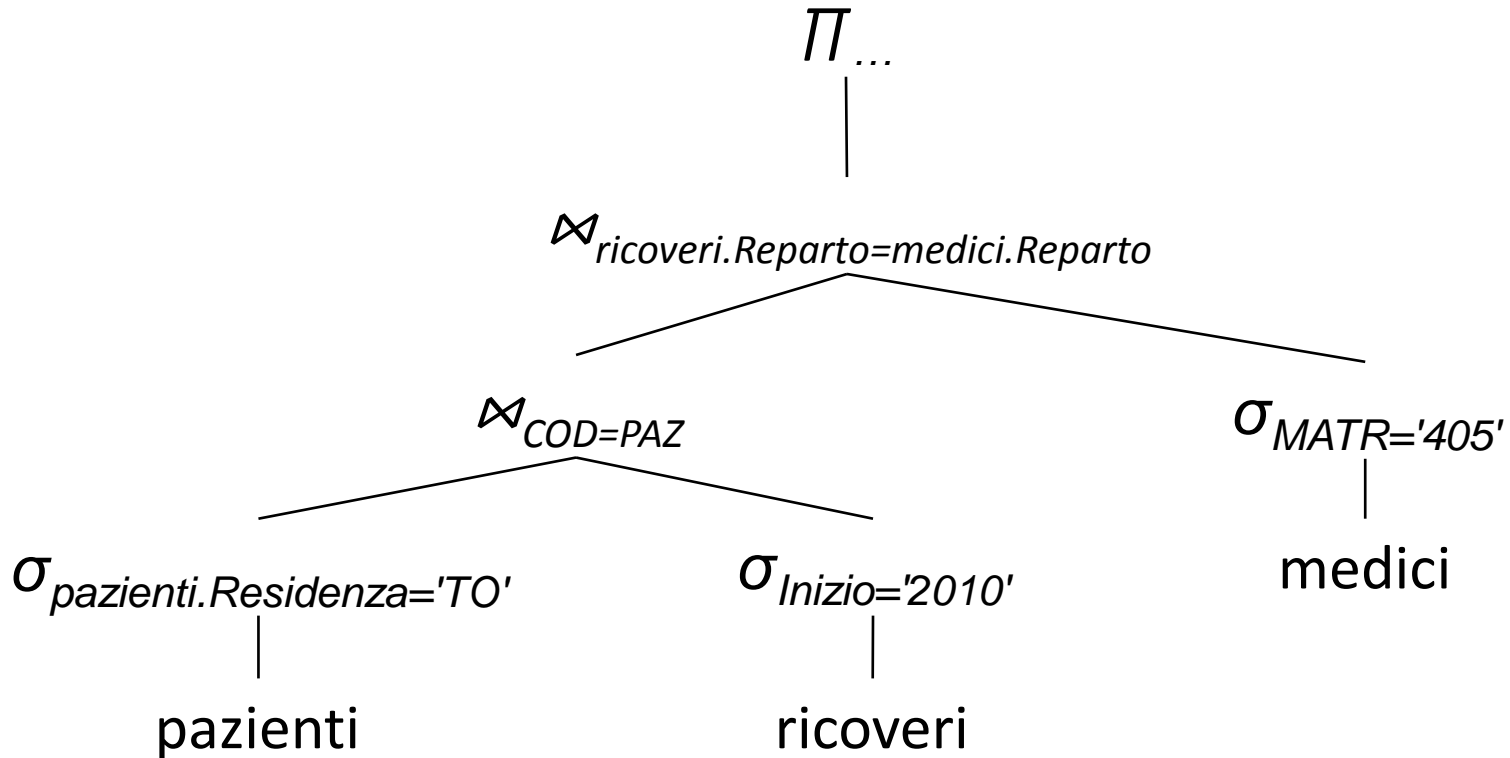 Π...
⋈ricoveri.Reparto=medici.Reparto
⋈COD=PAZ
σMATR='405'
σpazienti.Residenza='TO'
σInizio='2010'
medici
pazienti
ricoveri